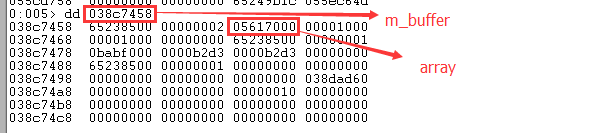 0:005> dd 038c7458 m_buffer
038c7458 65238500 00000002 05617000 00001000
038c7468 00001000 00000000 65238500 00000001
038c7478 0babf000 0000b2d3 0000b2d3 00000000
038c7488 65238500 00000001 00000000 00000000
038c7498 00000000 00000000 00000000 038dad60
038c74a8 00000000 00000010 00000000 00000000
038c74b8 00000000 00000000 00000000 00000000
038c74c8 00000000 00000000 00000000 00000000
array